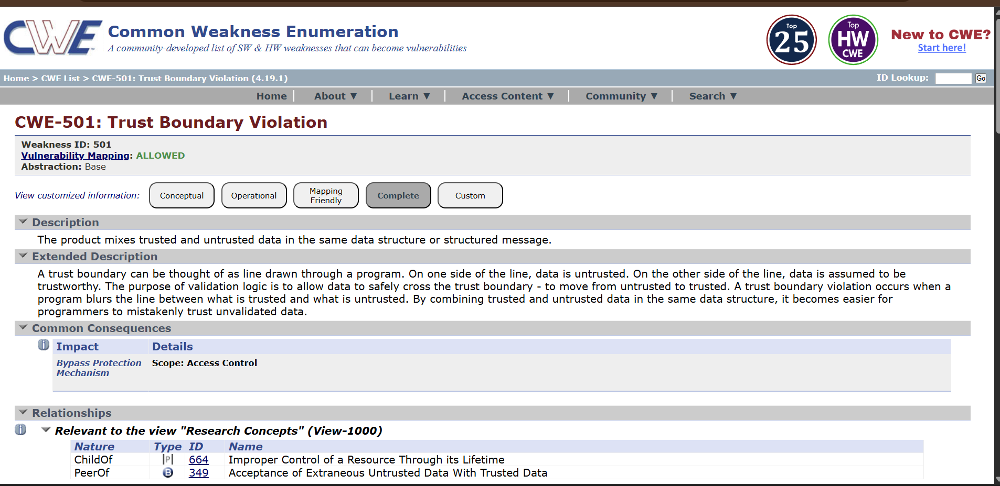 CWE
Common Weakness Enumeration
A community-developed list of SW & HW weaknesses that can become vulnerabilities
Top
25
Top
HW
CWE
New to CWE?
Start here!
Home > CWE List > CWE-501: Trust Boundary Violation (4.19.1)
ID Lookup:
Go
Home
About ▼
Learn ▼
Access Content ▼
Community ▼
Search ▼
CWE-501: Trust Boundary Violation
Weakness ID: 501
Vulnerability Mapping: ALLOWED
Abstraction: Base
View customized information:
Conceptual
Operational
Mapping
Friendly
Complete
Custom
Description
The product mixes trusted and untrusted data in the same data structure or structured message.
Extended Description
A trust boundary can be thought of as line drawn through a program. On one side of the line, data is untrusted. On the other side of the line, data is assumed to be
trustworthy. The purpose of validation logic is to allow data to safely cross the trust boundary - to move from untrusted to trusted. A trust boundary violation occurs when a
program blurs the line between what is trusted and what is untrusted. By combining trusted and untrusted data in the same data structure, it becomes easier for
programmers to mistakenly trust unvalidated data.
Common Consequences
Impact Details
Bypass Protection Scope: Access Control
Mechanism
Relationships
Relevant to the view "Research Concepts" (View-1000)
Nature Type ID Name
ChildOf P 664 Improper Control of a Resource Through its Lifetime
PeerOf B 349 Acceptance of Extraneous Untrusted Data With Trusted Data